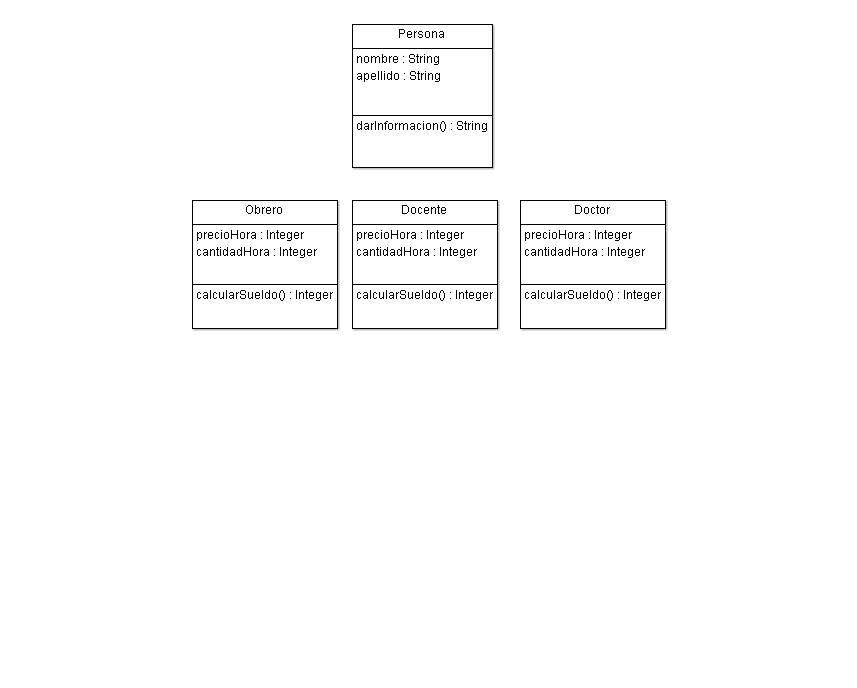 Persona
nombre : String
apellido : String
darInformacion() : String
Obrero
precioHora : Integer
cantidadHora : Integer
calcularSueldo() : Integer
Docente
precioHora : Integer
cantidadHora : Integer
calcularSueldo() : Integer
Doctor
precioHora : Integer
cantidadHora : Integer
calcularSueldo() : Integer